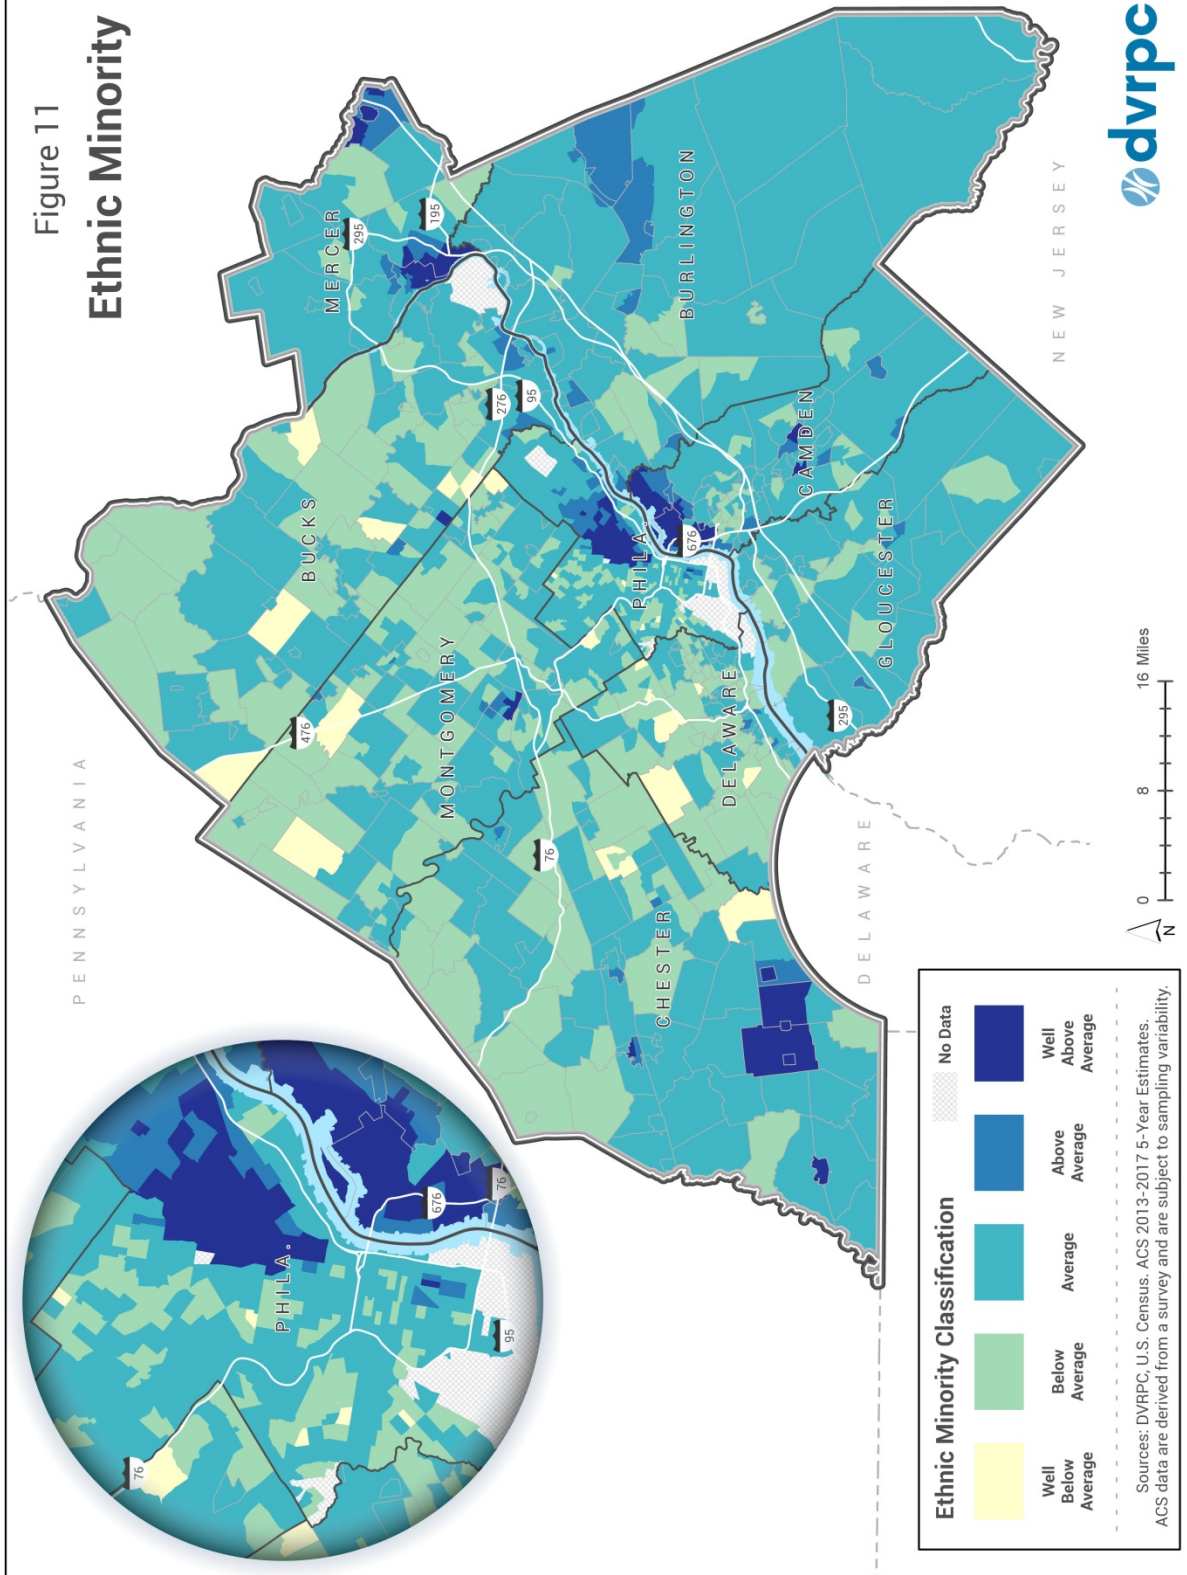 Figure 11
Ethnic Minority
PENNSYLVANIA
NEW JERSEY
DELAWARE
BUCKS
MERCER
MONTGOMERY
CHESTER
DELAWARE
PHILA.
BURLINGTON
CAMDEN
GLOUCESTER
476
276
95
295
195
76
676
295
PHILA.
76
676
76
95
Ethnic Minority Classification
No Data
Well
Below
Average
Below
Average
Average
Above
Average
Well
Above
Average
Sources: DVRPC, U.S. Census. ACS 2013-2017 5-Year Estimates.
ACS data are derived from a survey and are subject to sampling variability.
N
0 8 16 Miles
dvrpc